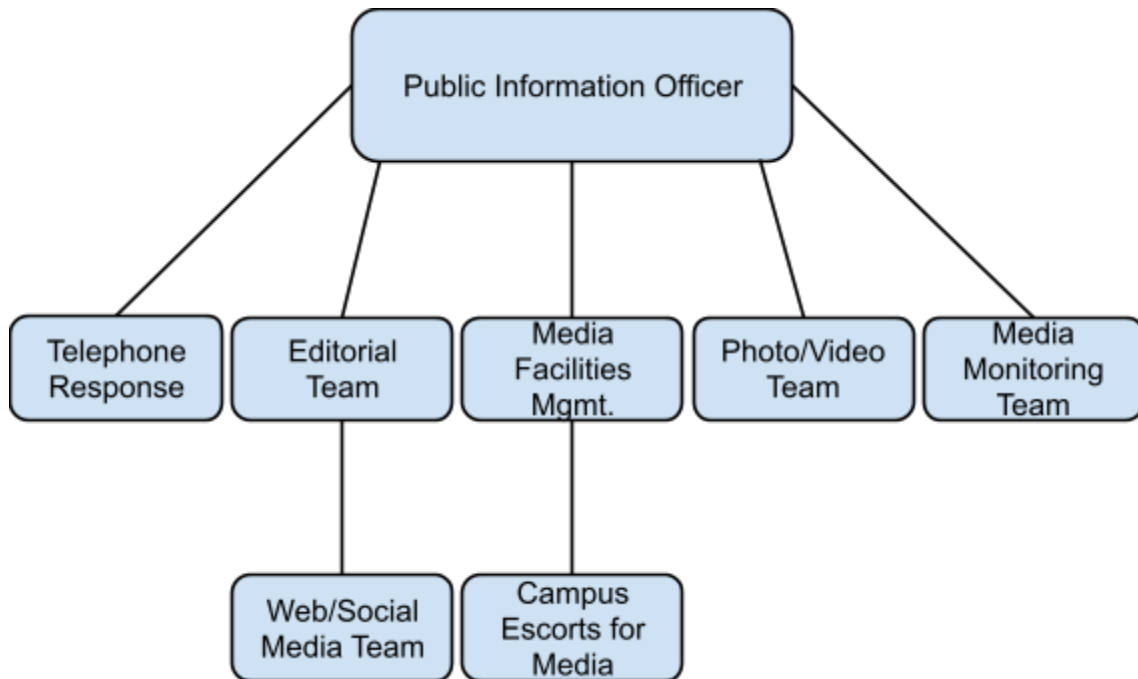 Public Information Officer
Telephone
Response
Editorial
Team
Media
Facilities
Mgmt.
Photo/Video
Team
Media
Monitoring
Team
Web/Social
Media Team
Campus
Escorts for
Media